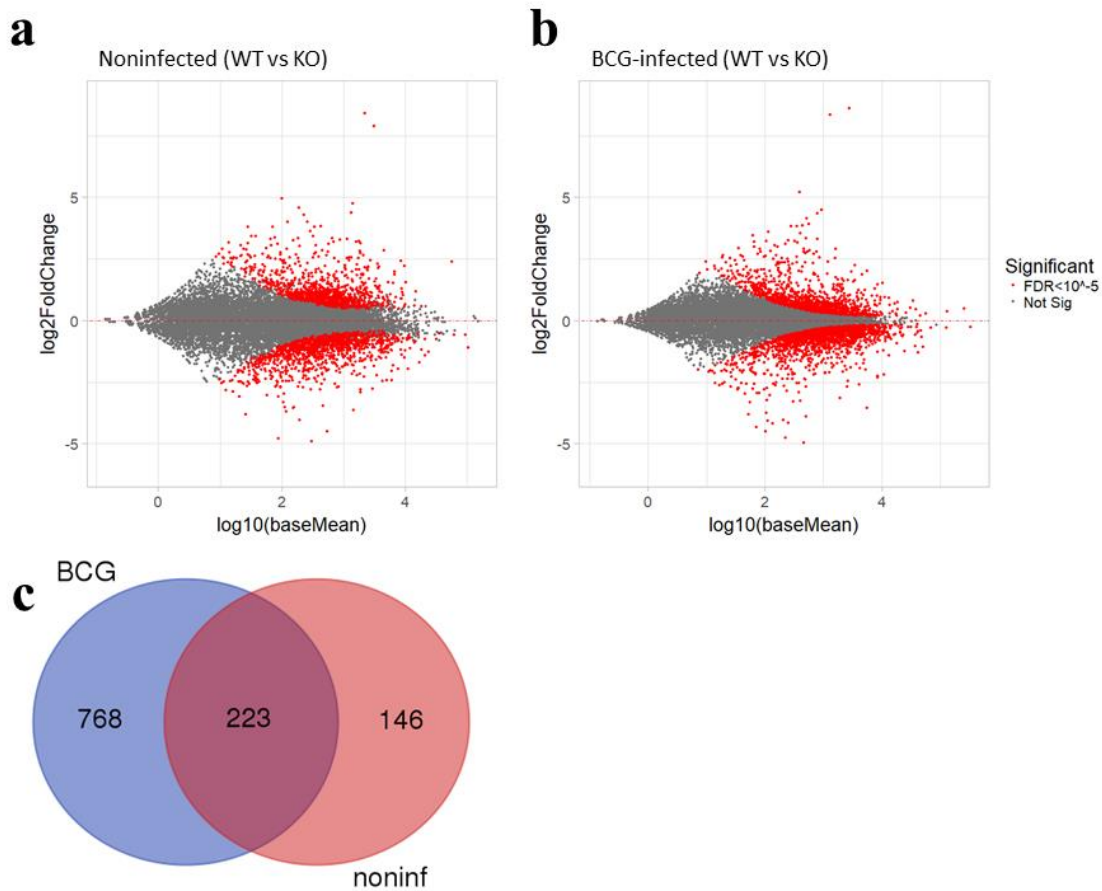 a
Noninfected (WT vs KO)
log2FoldChange
5
0
-5
0
2
4
log10(baseMean)
b
BCG-infected (WT vs KO)
log2FoldChange
5
0
-5
0
2
4
log10(baseMean)
Significant
FDR<10^-5
Not Sig
c
BCG
768
223
146
noninf